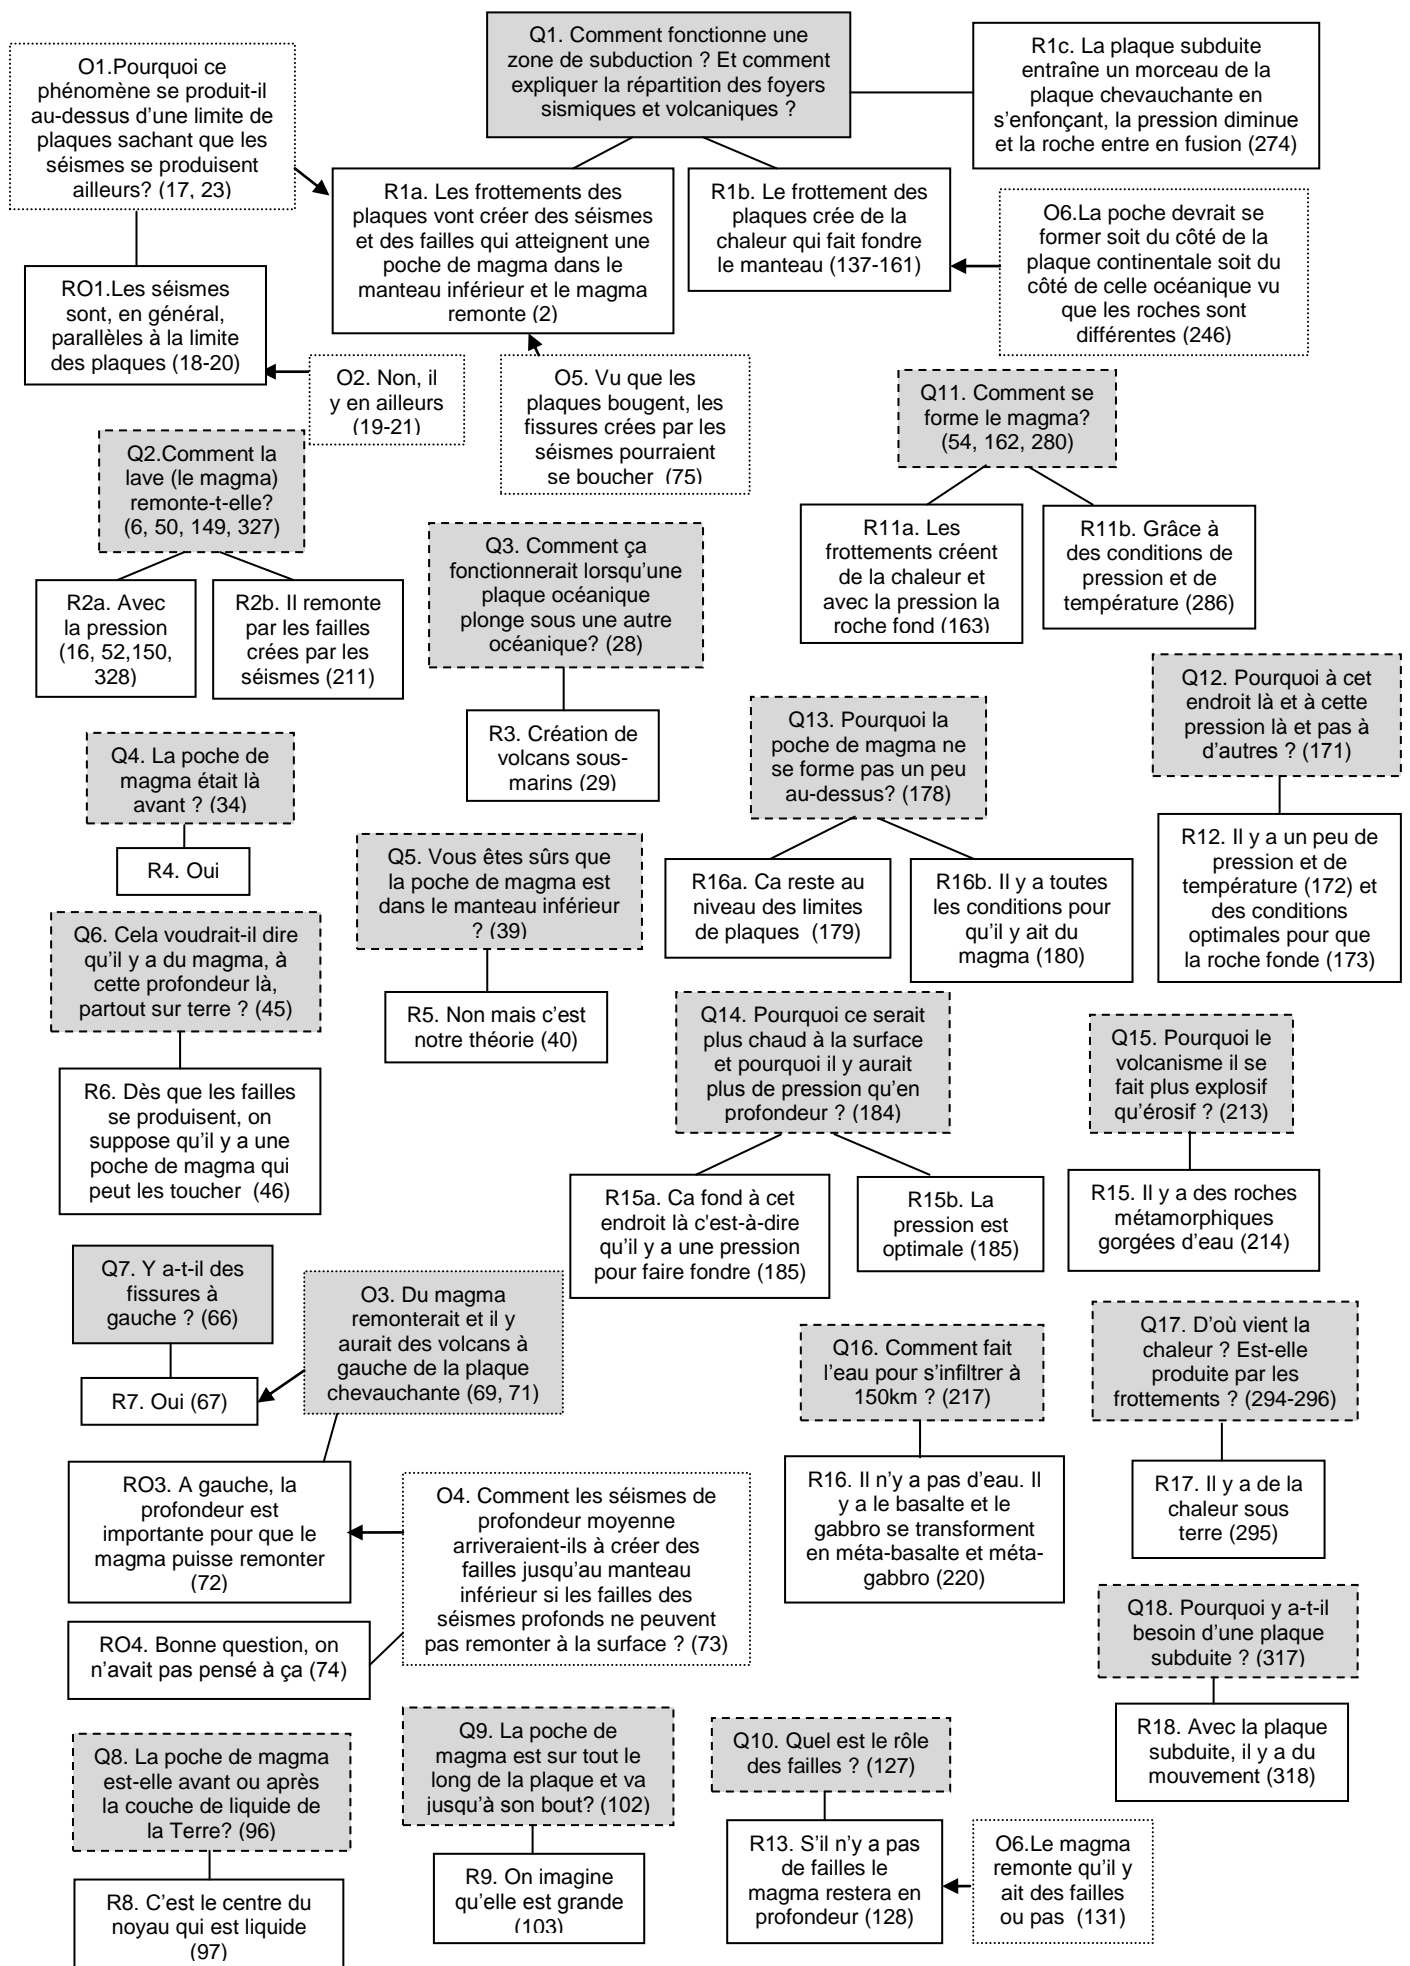 Q1. Comment fonctionne une
zone de subduction ? Et comment
expliquer la répartition des foyers
sismiques et volcaniques ?
R1c. La plaque subduite
entraîne un morceau de la
plaque chevauchante en
s'enfonçant, la pression diminue
et la roche entre en fusion (274)
O1.Pourquoi ce
phénomène se produit-il
au-dessus d'une limite de
plaques sachant que les
séismes se produisent
ailleurs? (17, 23)
R1a. Les frottements des
plaques vont créer des séismes
et des failles qui atteignent une
poche de magma dans le
manteau inférieur et le magma
remonte (2)
R1b. Le frottement des
plaques crée de la
chaleur qui fait fondre
le manteau (137-161)
O6.La poche devrait se
former soit du côté de la
plaque continentale soit du
côté de celle océanique vu
que les roches sont
différentes (246)
RO1.Les séismes
sont, en général,
parallèles à la limite
des plaques (18-20)
O2. Non, il
y en ailleurs
(19-21)
O5. Vu que les
plaques bougent, les
fissures crées par les
séismes pourraient
se boucher (75)
Q11. Comment se
forme le magma?
(54, 162, 280)
Q2.Comment la
lave (le magma)
remonte-t-elle?
(6, 50, 149, 327)
R11a. Les
frottements créent
de la chaleur et
avec la pression la
roche fond (163)
R11b. Grâce à
des conditions de
pression et de
température (286)
Q3. Comment ça
fonctionnerait lorsqu'une
plaque océanique
plonge sous une autre
océanique? (28)
R2a. Avec
la pression
(16, 52,150,
328)
R2b. Il remonte
par les failles
crées par les
séismes (211)
Q12. Pourquoi à cet
endroit là et à cette
pression là et pas à
d'autres ? (171)
Q13. Pourquoi la
poche de magma ne
se forme pas un peu
au-dessus? (178)
R3. Création de
volcans sous-
marins (29)
Q4. La poche de
magma était là
avant ? (34)
R12. Il y a un peu de
pression et de
température (172) et
des conditions
optimales pour que
la roche fonde (173)
Q5. Vous êtes sûrs que
la poche de magma est
dans le manteau inférieur
? (39)
R4. Oui
R16a. Ca reste au
niveau des limites
de plaques (179)
R16b. Il y a toutes
les conditions pour
qu'il y ait du
magma (180)
Q6. Cela voudrait-il dire
qu'il y a du magma, à
cette profondeur là,
partout sur terre ? (45)
R5. Non mais c'est
notre théorie (40)
Q14. Pourquoi ce serait
plus chaud à la surface
et pourquoi il y aurait
plus de pression qu'en
profondeur ? (184)
Q15. Pourquoi le
volcanisme il se
fait plus explosif
qu'érosif ? (213)
R6. Dès que les failles
se produisent, on
suppose qu'il y a une
poche de magma qui
peut les toucher (46)
R15a. Ca fond à cet
endroit là c'est-à-dire
qu'il y a une pression
pour faire fondre (185)
R15b. La
pression est
optimale (185)
R15. Il y a des roches
métamorphiques
gorgées d'eau (214)
Q7. Y a-t-il des
fissures à
gauche ? (66)
O3. Du magma
remonterait et il y
aurait des volcans à
gauche de la plaque
chevauchante (69, 71)
Q16. Comment fait
l'eau pour s'infiltrer à
150km ? (217)
Q17. D'où vient la
chaleur ? Est-elle
produite par les
frottements ? (294-296)
R7. Oui (67)
RO3. A gauche, la
profondeur est
importante pour que le
magma puisse remonter
(72)
O4. Comment les séismes de
profondeur moyenne
arriveraient-ils à créer des
failles jusqu'au manteau
inférieur si les failles des
séismes profonds ne peuvent
pas remonter à la surface ? (73)
R16. Il n'y a pas d'eau. Il
y a le basalte et le
gabbro se transforment
en méta-basalte et méta-
gabbro (220)
R17. Il y a de la
chaleur sous
terre (295)
RO4. Bonne question, on
n'avait pas pensé à ça (74)
Q18. Pourquoi y a-t-il
besoin d'une plaque
subduite ? (317)
Q8. La poche de magma
est-elle avant ou après
la couche de liquide de
la Terre? (96)
Q9. La poche de
magma est sur tout le
long de la plaque et va
jusqu'à son bout? (102)
Q10. Quel est le rôle
des failles ? (127)
R18. Avec la plaque
subduite, il y a du
mouvement (318)
R8. C'est le centre du
noyau qui est liquide
(97)
R9. On imagine
qu'elle est grande
(103)
R13. S'il n'y a pas
de failles le
magma restera en
profondeur (128)
O6.Le magma
remonte qu'il y
ait des failles
ou pas (131)